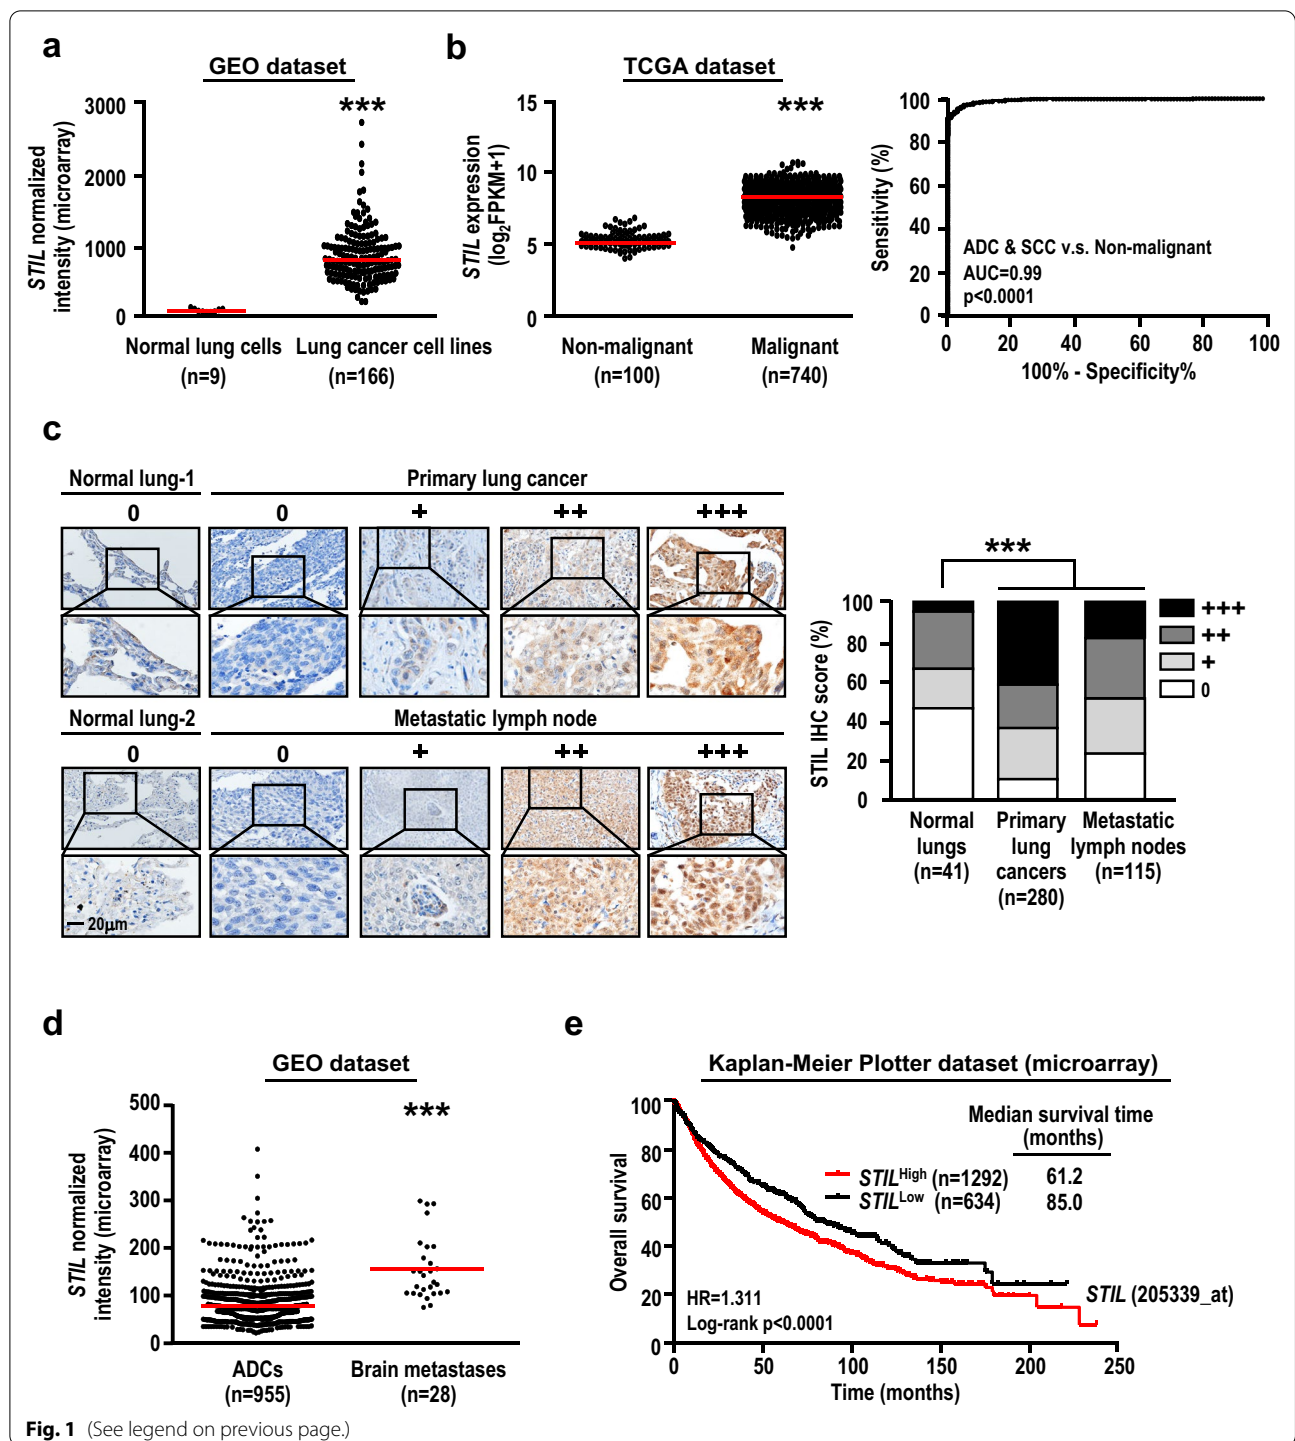 a
GEO dataset
STIL normalized
intensity (microarray)
3000
2000
1000
0
***
Normal lung cells
(n=9)
Lung cancer cell lines
(n=166)
b
TCGA dataset
STIL expression
(log2FPKM+1)
15
10
5
0
***
Non-malignant
(n=100)
Malignant
(n=740)
Sensitivity (%)
100
80
60
40
20
0
ADC & SCC v.s. Non-malignant
AUC=0.99
p<0.0001
0 20 40 60 80 100
100% - Specificity%
c
Normal lung-1
Primary lung cancer
0 0 + ++ +++
Normal lung-2
Metastatic lymph node
0 0 + ++ +++
20µm
STIL IHC score (%)
100
80
60
40
20
0
***
+++
++
+
0
Normal
lungs
(n=41)
Primary
lung
cancers
(n=280)
Metastatic
lymph nodes
(n=115)
d
GEO dataset
STIL normalized
intensity (microarray)
500
400
300
200
100
0
***
ADCs
(n=955)
Brain metastases
(n=28)
e
Kaplan-Meier Plotter dataset (microarray)
Overall survival
100
80
60
40
20
0
Median survival time
(months)
STILHigh (n=1292) 61.2
STILLow (n=634) 85.0
STIL (205339_at)
HR=1.311
Log-rank p<0.0001
0 50 100 150 200 250
Time (months)
Fig. 1 (See legend on previous page.)